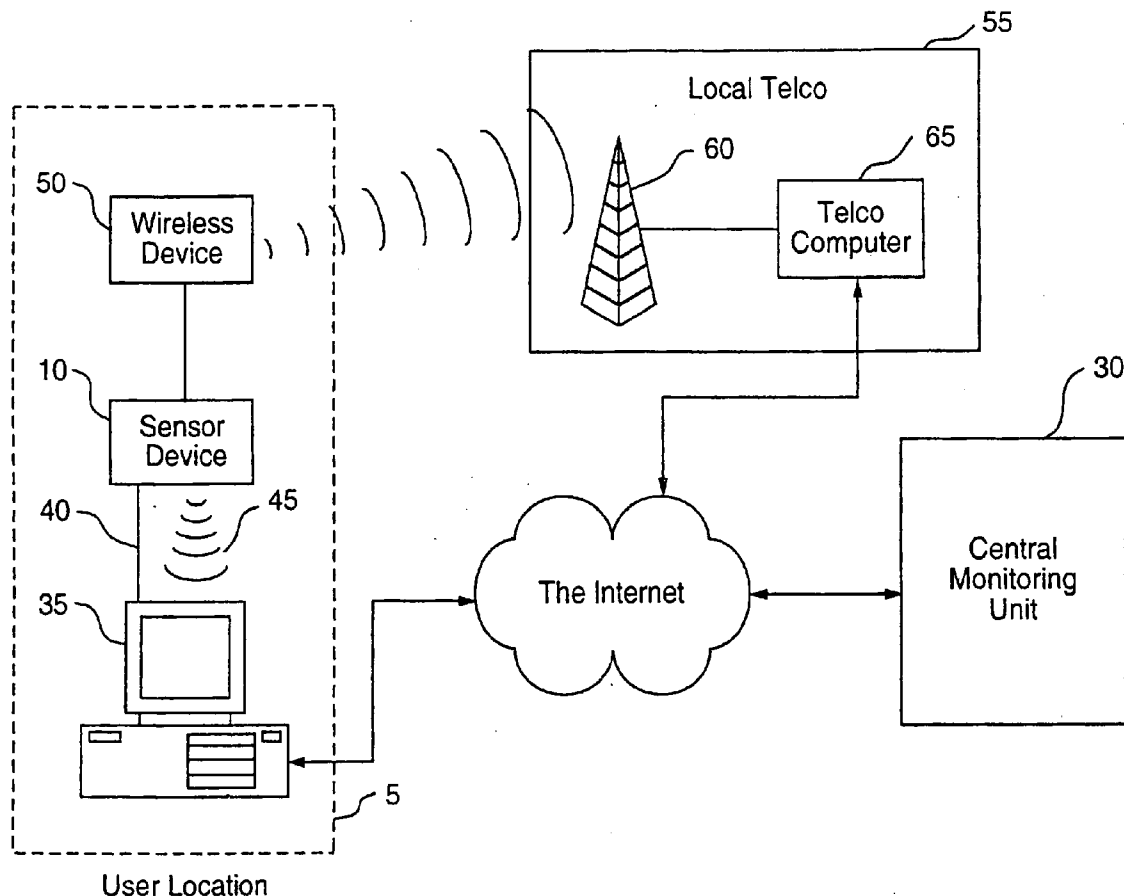 55
Local Telco
60
65
Telco
Computer
50
Wireless
Device
10
Sensor
Device
40
45
35
The Internet
30
Central
Monitoring
Unit
5
User Location